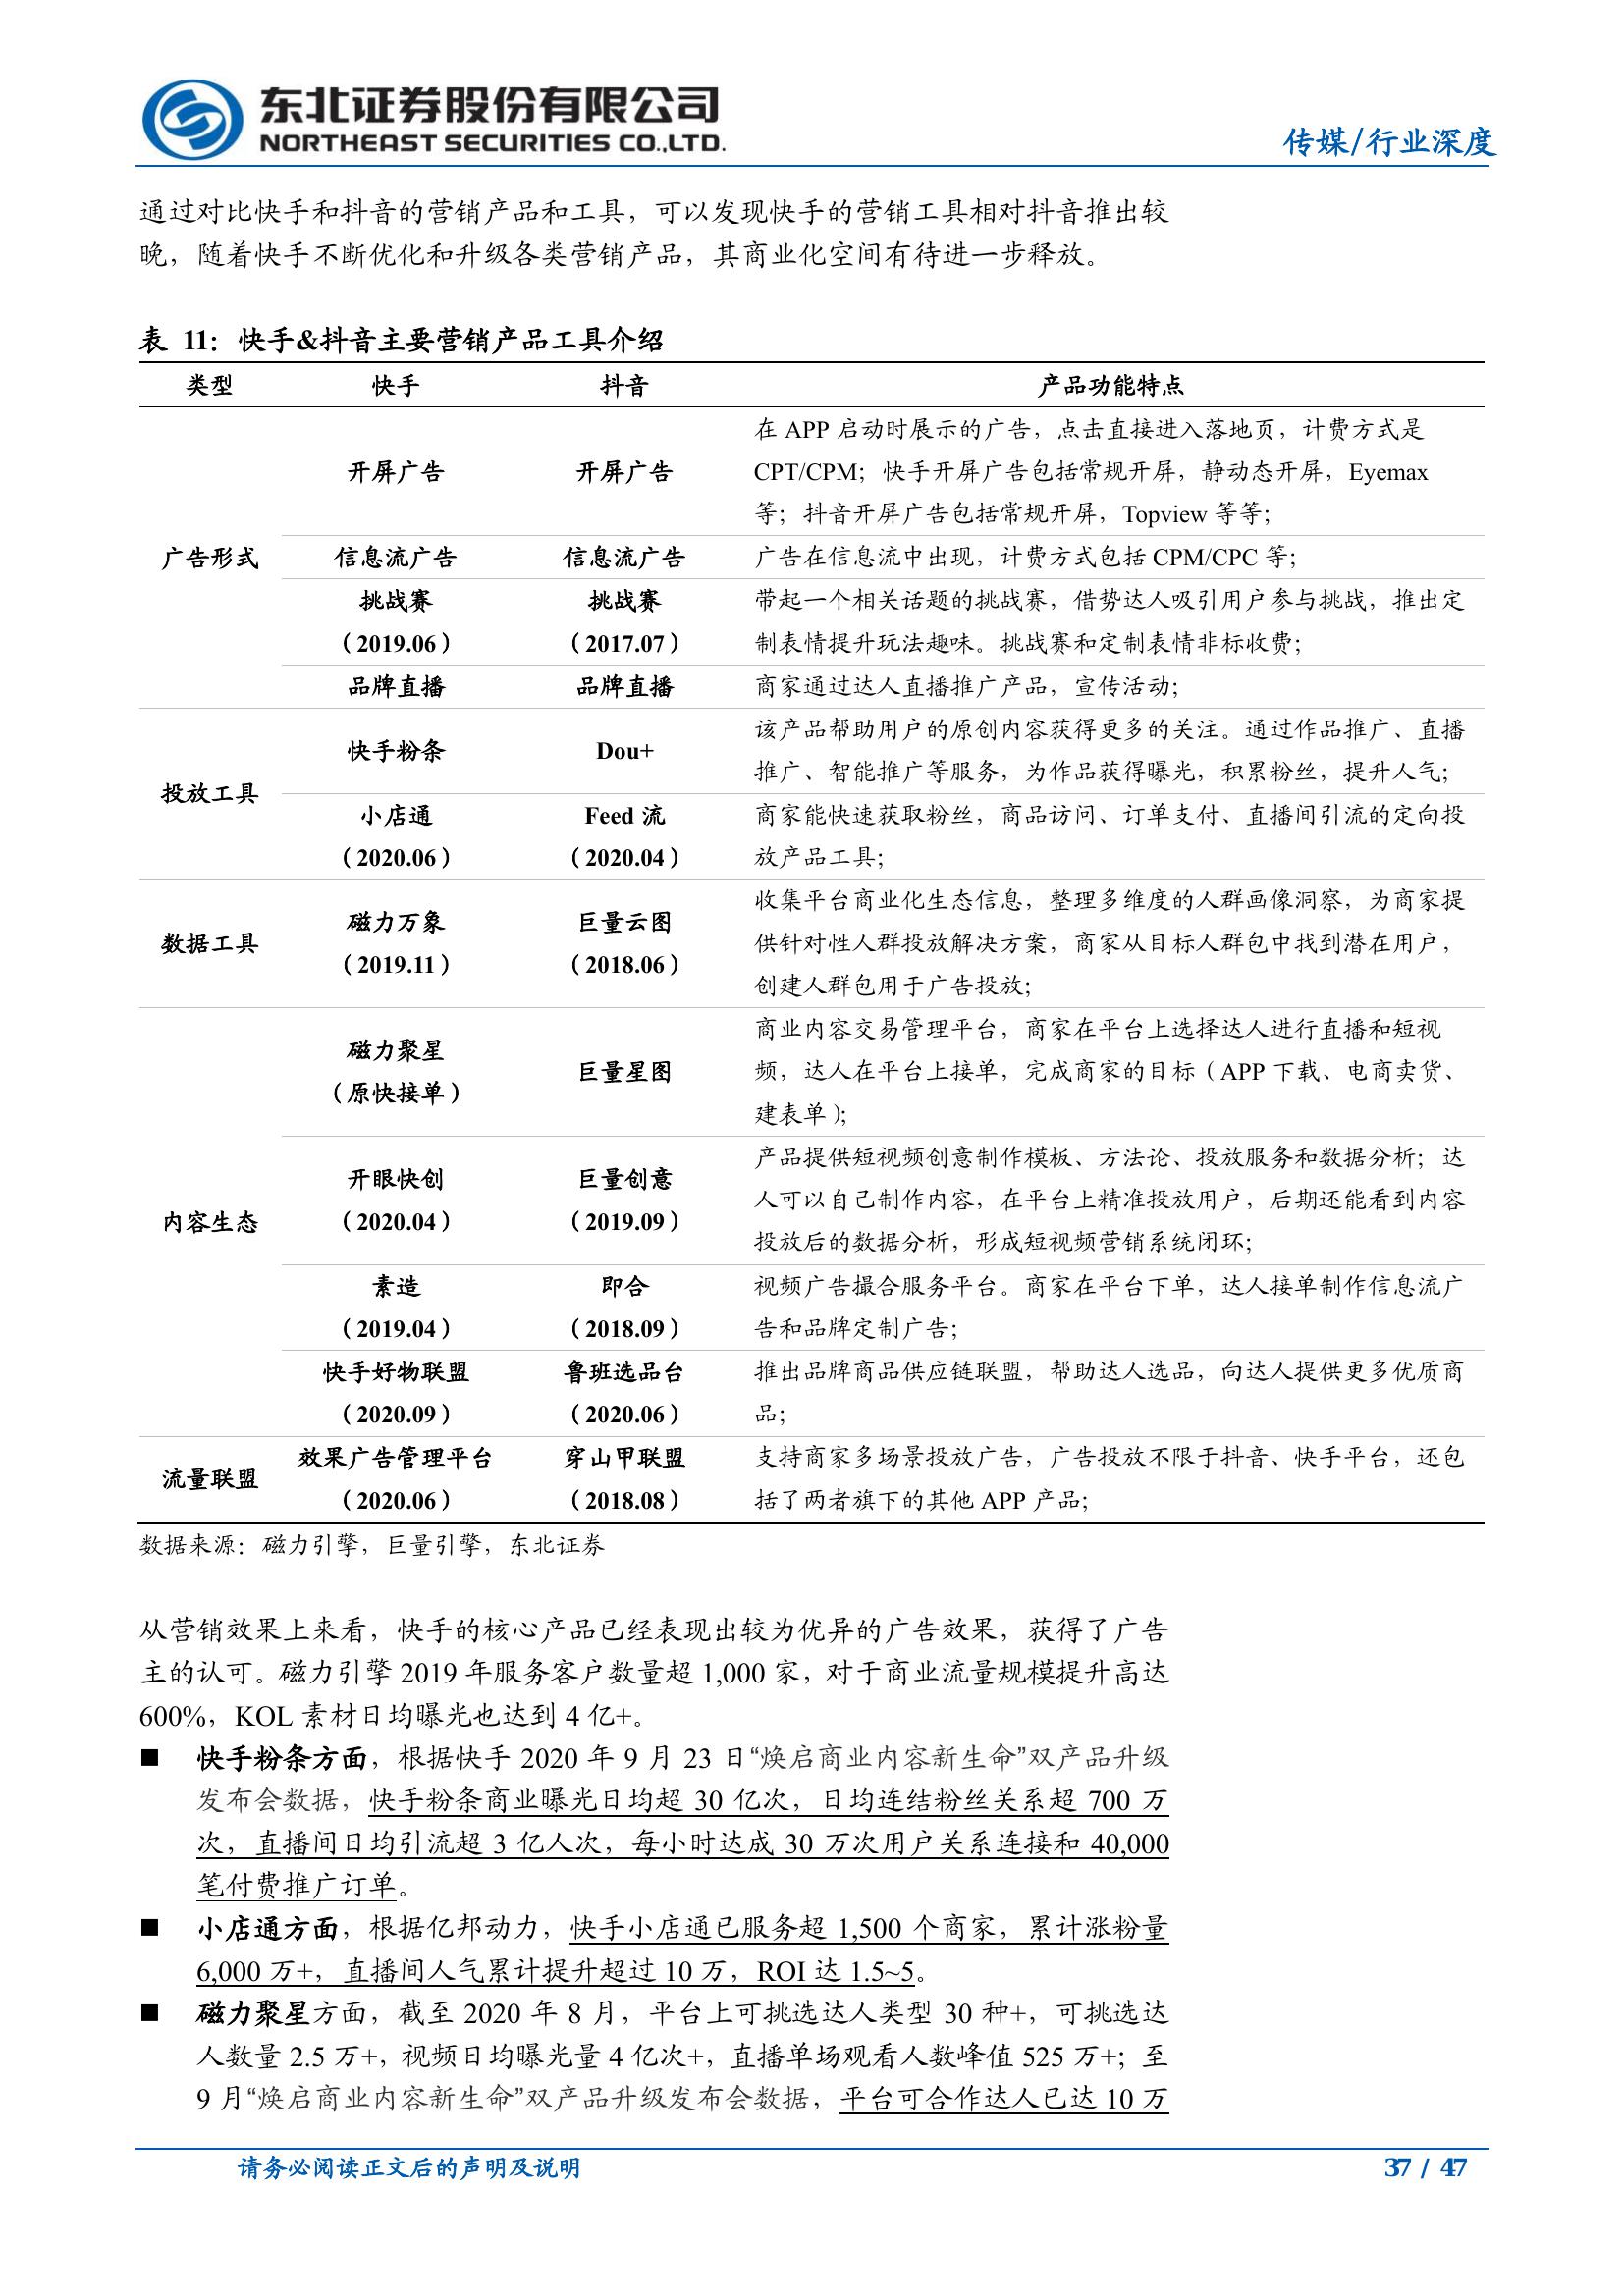 东北证券股份有限公司
NORTHEAST SECURITIES CO.,LTD.
传媒/行业深度
通过对比快手和抖音的营销产品和工具，可以发现快手的营销工具相对抖音推出较
晚，随着快手不断优化和升级各类营销产品，其商业化空间有待进一步释放。
表 11：快手&抖音主要营销产品工具介绍
类型 快手 抖音 产品功能特点
广告形式
开屏广告 开屏广告
在 APP 启动时展示的广告，点击直接进入落地页，计费方式是
CPT/CPM；快手开屏广告包括常规开屏，静动态开屏，Eyemax
等；抖音开屏广告包括常规开屏，Topview 等等；
信息流广告 信息流广告 广告在信息流中出现，计费方式包括 CPM/CPC 等；
挑战赛 挑战赛 带起一个相关话题的挑战赛，借势达人吸引用户参与挑战，推出定
（2019.06） （2017.07） 制表情提升玩法趣味。挑战赛和定制表情非标收费；
品牌直播 品牌直播 商家通过达人直播推广产品，宣传活动；
投放工具
快手粉条 Dou+
该产品帮助用户的原创内容获得更多的关注。通过作品推广、直播
推广、智能推广等服务，为作品获得曝光，积累粉丝，提升人气；
小店通 Feed 流 商家能快速获取粉丝，商品访问、订单支付、直播间引流的定向投
（2020.06） （2020.04） 放产品工具；
数据工具
磁力万象 巨量云图
（2019.11） （2018.06）
收集平台商业化生态信息，整理多维度的人群画像洞察，为商家提
供针对性人群投放解决方案，商家从目标人群包中找到潜在用户，
创建人群包用于广告投放；
内容生态
磁力聚星
（原快接单）
巨量星图
商业内容交易管理平台，商家在平台上选择达人进行直播和短视
频，达人在平台上接单，完成商家的目标（APP 下载、电商卖货、
建表单）；
开眼快创 巨量创意
（2020.04） （2019.09）
产品提供短视频创意制作模板、方法论、投放服务和数据分析；达
人可以自己制作内容，在平台上精准投放用户，后期还能看到内容
投放后的数据分析，形成短视频营销系统闭环；
素造 即合 视频广告撮合服务平台。商家在平台下单，达人接单制作信息流广
（2019.04） （2018.09） 告和品牌定制广告；
快手好物联盟 鲁班选品台 推出品牌商品供应链联盟，帮助达人选品，向达人提供更多优质商
（2020.09） （2020.06） 品；
流量联盟
效果广告管理平台 穿山甲联盟 支持商家多场景投放广告，广告投放不限于抖音、快手平台，还包
（2020.06） （2018.08） 括了两者旗下的其他 APP 产品；
数据来源：磁力引擎，巨量引擎，东北证券
从营销效果上来看，快手的核心产品已经表现出较为优异的广告效果，获得了广告
主的认可。磁力引擎 2019 年服务客户数量超 1,000 家，对于商业流量规模提升高达
600%，KOL 素材日均曝光也达到 4 亿+。
■ 快手粉条方面，根据快手 2020 年 9 月 23 日“焕启商业内容新生命”双产品升级
发布会数据，快手粉条商业曝光日均超 30 亿次，日均连结粉丝关系超 700 万
次，直播间日均引流超 3 亿人次，每小时达成 30 万次用户关系连接和 40,000
笔付费推广订单。
■ 小店通方面，根据亿邦动力，快手小店通已服务超 1,500 个商家，累计涨粉量
6,000 万+，直播间人气累计提升超过 10 万，ROI 达 1.5~5。
■ 磁力聚星方面，截至 2020 年 8 月，平台上可挑选达人类型 30 种+，可挑选达
人数量 2.5 万+，视频日均曝光量 4 亿次+，直播单场观看人数峰值 525 万+；至
9 月“焕启商业内容新生命”双产品升级发布会数据，平台可合作达人已达 10 万
请务必阅读正文后的声明及说明
37 / 47